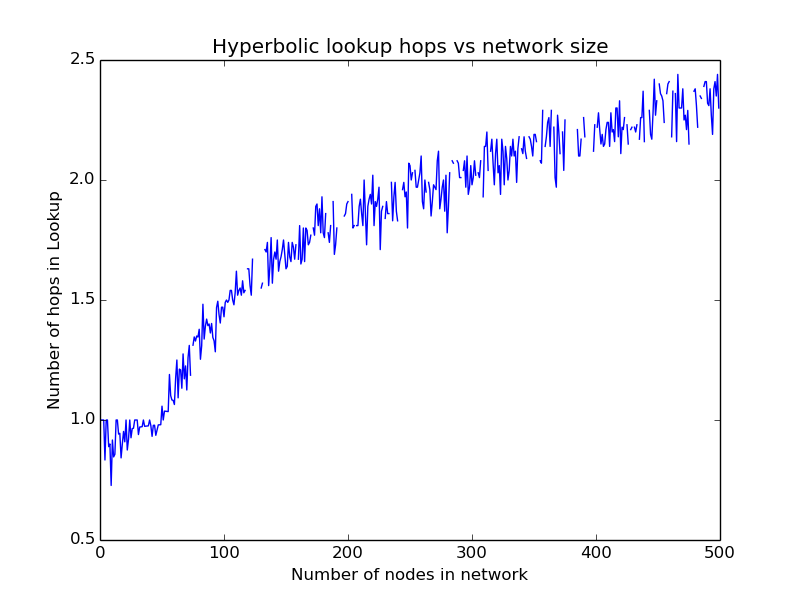 Hyperbolic lookup hops vs network size
2.5
2.0
1.5
1.0
0.5
Number of hops in Lookup
0 100 200 300 400 500
Number of nodes in network